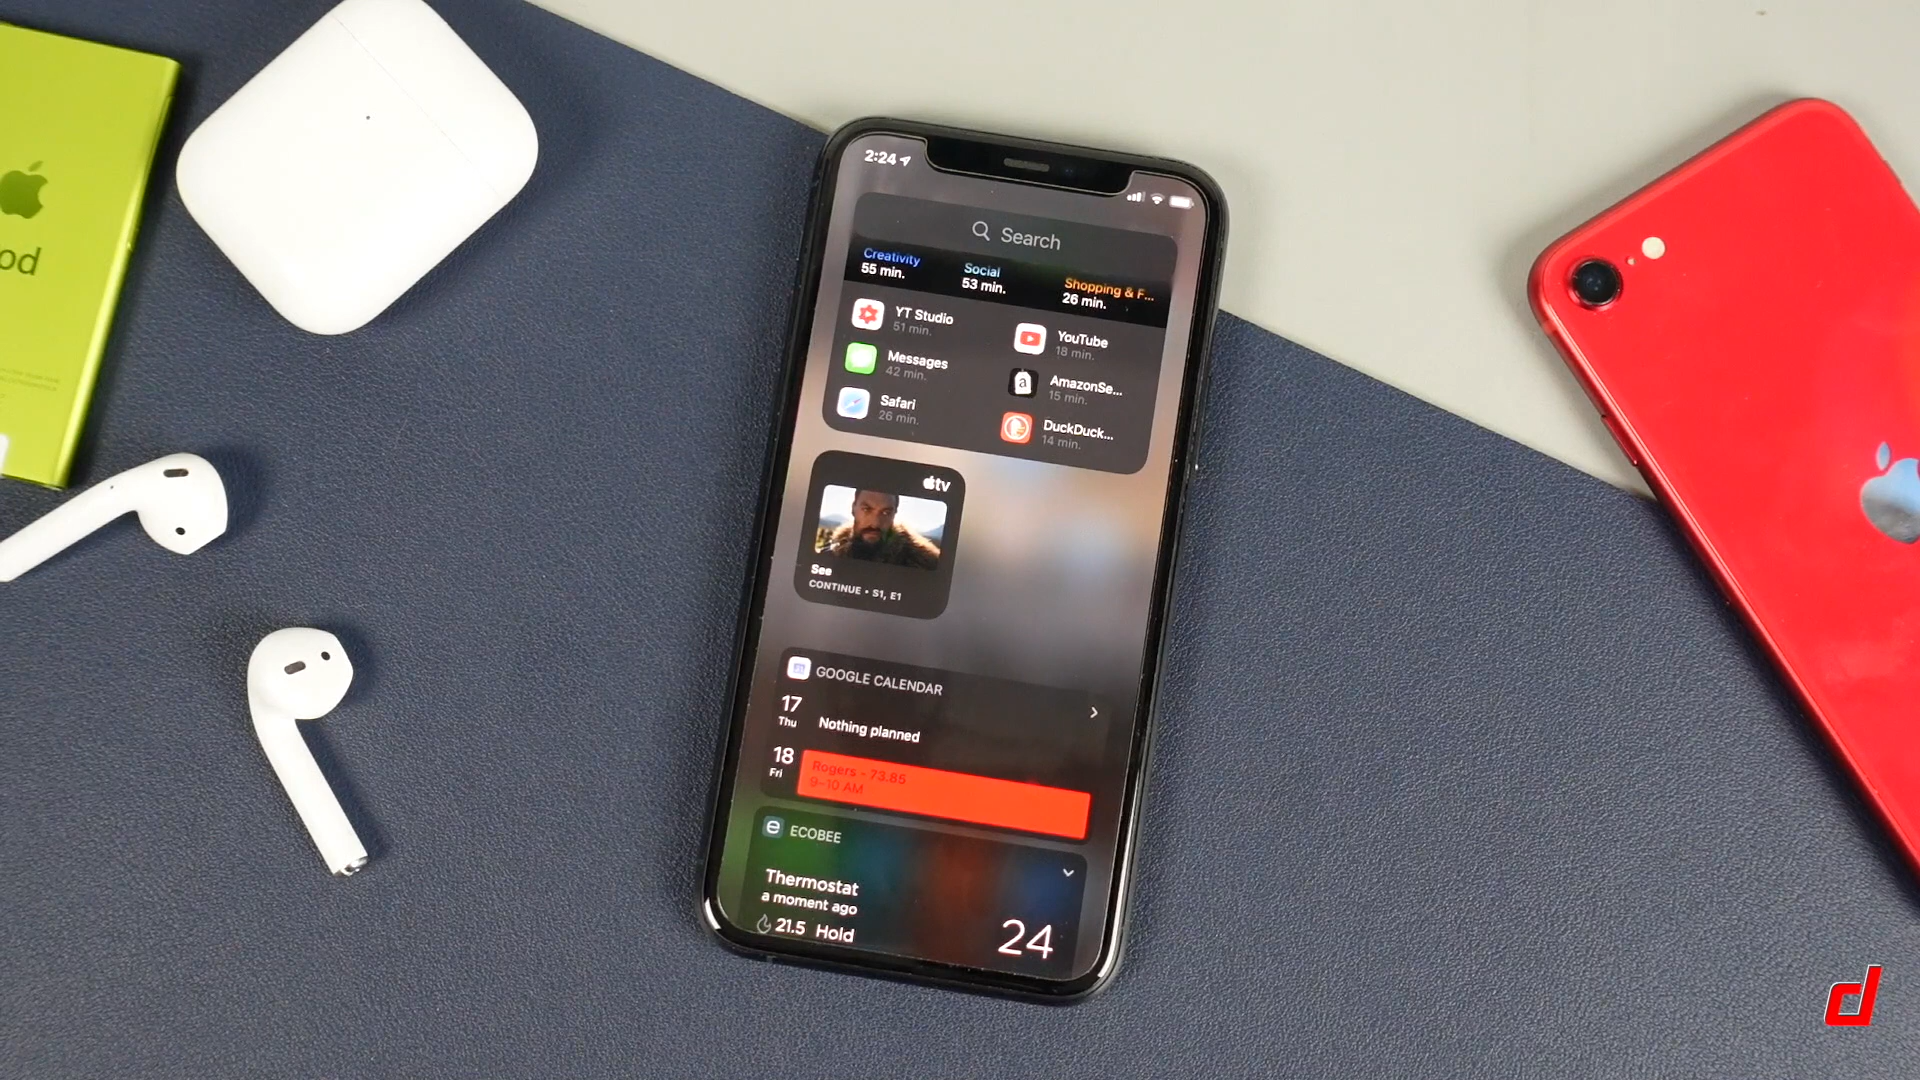 od
2:24
Search
Creativity
55 min.
Social
53 min.
Shopping & F...
26 min.
YT Studio
51 min.
YouTube
18 min.
Messages
42 min.
AmazonSe...
15 min.
Safari
26 min.
DuckDuck...
14 min.
tv
See
CONTINUE • S1, E1
GOOGLE CALENDAR
17
Thu
Nothing planned
18
Fri
Rogers - 73.85
9–10 AM
e ECOBEE
Thermostat
a moment ago
21.5 Hold
24
d